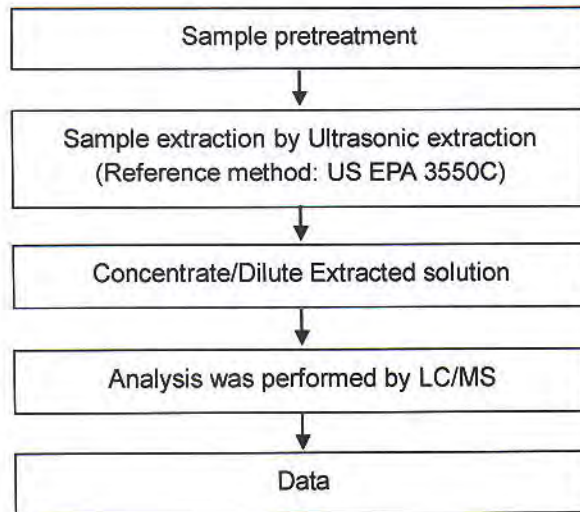 Sample pretreatment
Sample extraction by Ultrasonic extraction
(Reference method: US EPA 3550C)
Concentrate/Dilute Extracted solution
Analysis was performed by LC/MS
Data